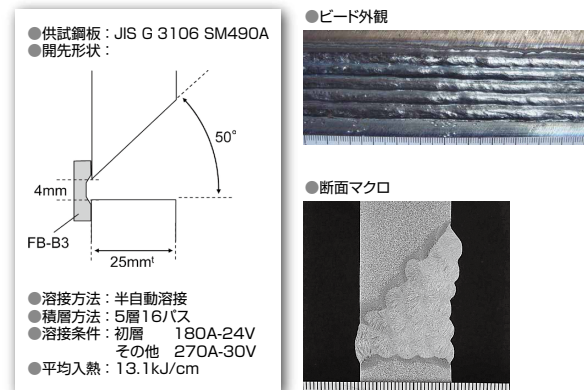 ●供試鋼板：JIS G 3106 SM490A
●開先形状：
50°
4mm
FB-B3
25mmᵗ
●溶接方法：半自動溶接
●積層方法：5層16パス
●溶接条件：初層　180A-24V
その他　270A-30V
●平均入熱：13.1kJ/cm
●ビード外観
●断面マクロ